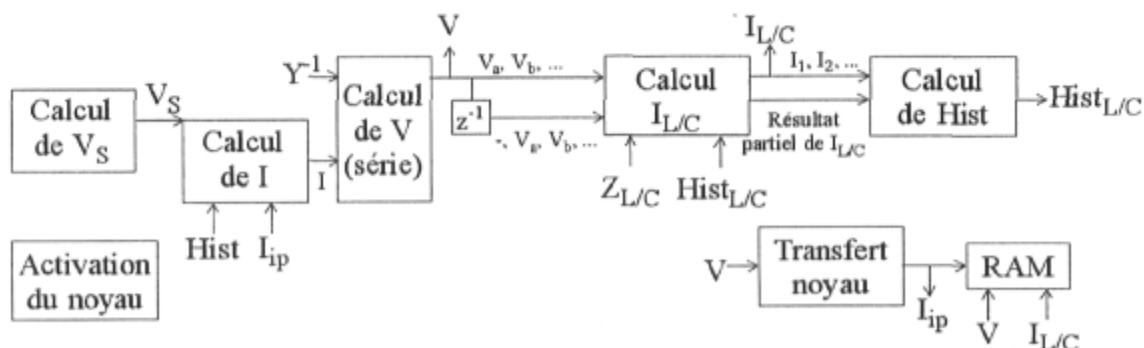 V
I_L/C
Y⁻¹
V_a, V_b, ...
I₁, I₂, ...
Calcul
de V_S
V_S
Calcul
de I
I
Calcul
de V
(série)
z⁻¹
-, V_a, V_b, ...
Calcul
I_L/C
Résultat
partiel de I_L/C
Calcul
de Hist
Hist_L/C
Hist
I_ip
Z_L/C
Hist_L/C
Activation
du noyau
V
Transfert
noyau
I_ip
RAM
V
I_L/C